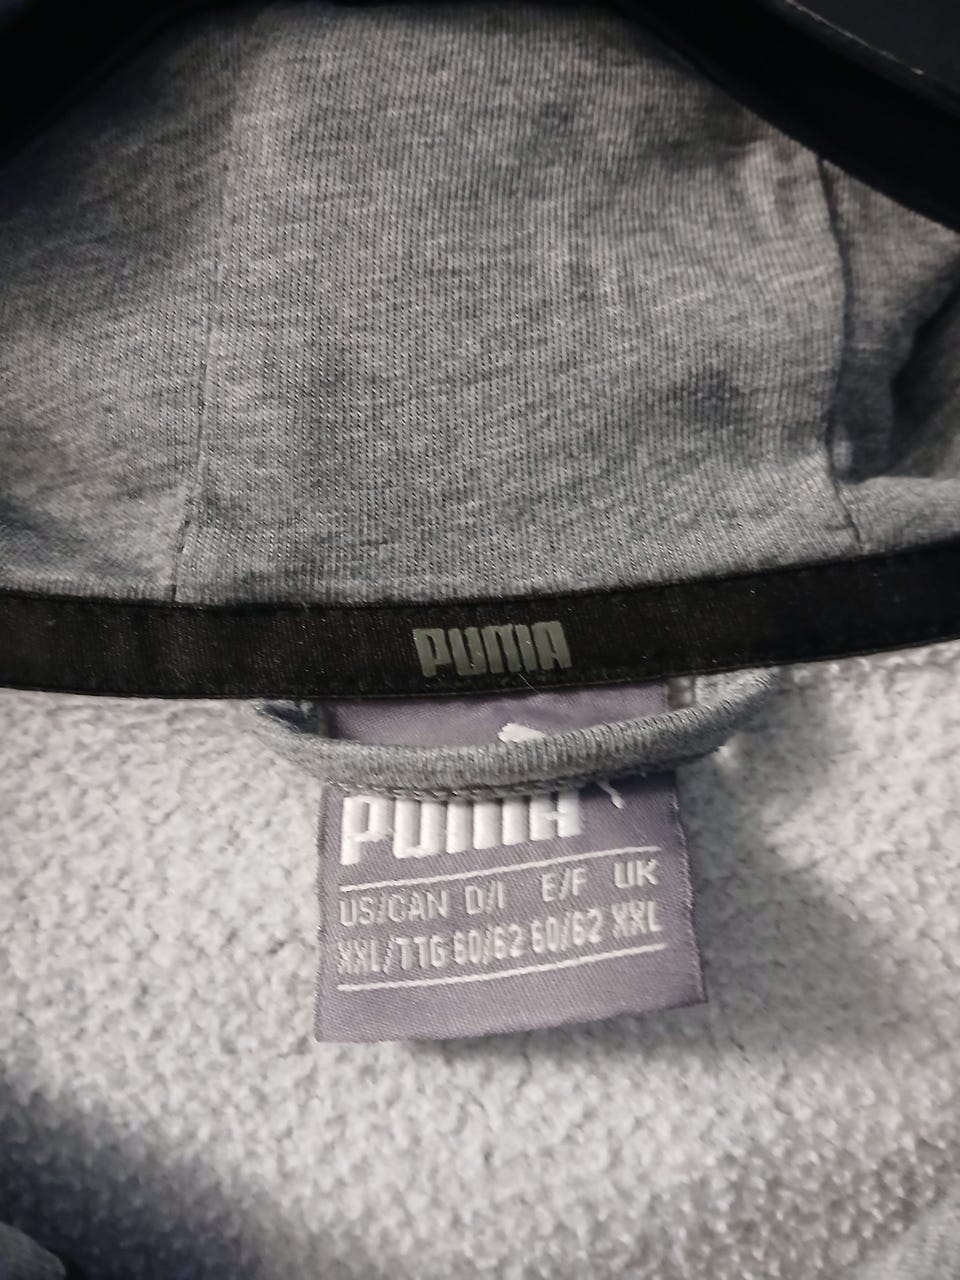 PUMA
PUMA
US/CAN D/I E/F UK
XXL/TTG 60/62 60/62 XXL